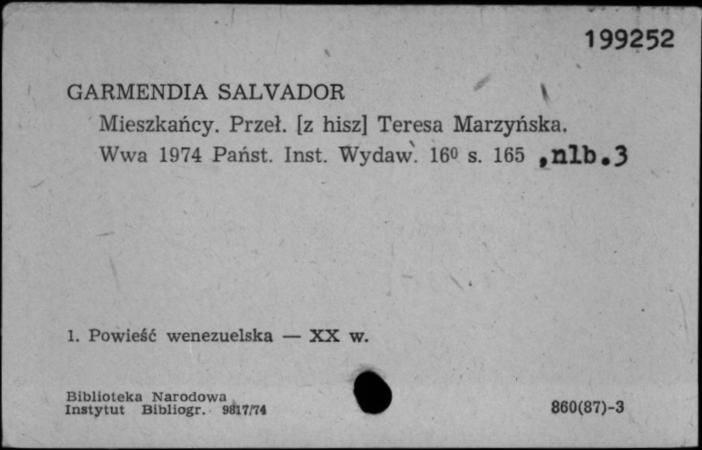 199252
GARMENDIA SALVADOR
Mieszkańcy. Przeł. [z hisz] Teresa Marzyńska.
Wwa 1974 Państ. Inst. Wydaw. 16º s. 165 ,nlb.3
1. Powieść wenezuelska — XX w.
Biblioteka Narodowa
Instytut Bibliogr. 9817/74
860(87)-3